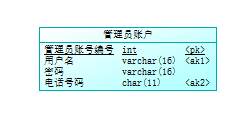 管理员账户
管理员账号编号 int <pk>
用户名 varchar(16) <ak1>
密码 varchar(16)
电话号码 char(11) <ak2>